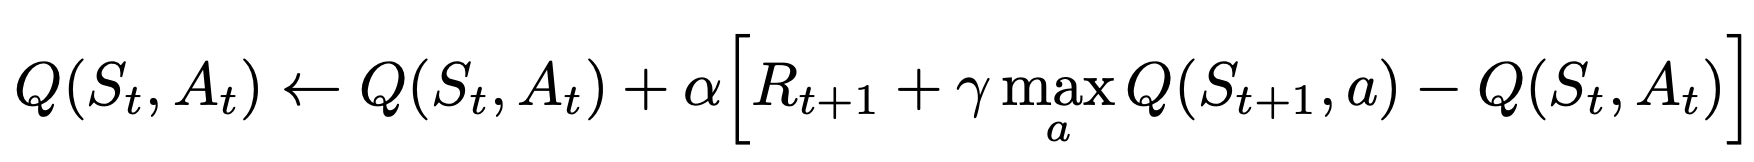 Q(S_t, A_t) ← Q(S_t, A_t) + α[R_{t+1} + γ max_a Q(S_{t+1}, a) − Q(S_t, A_t)]